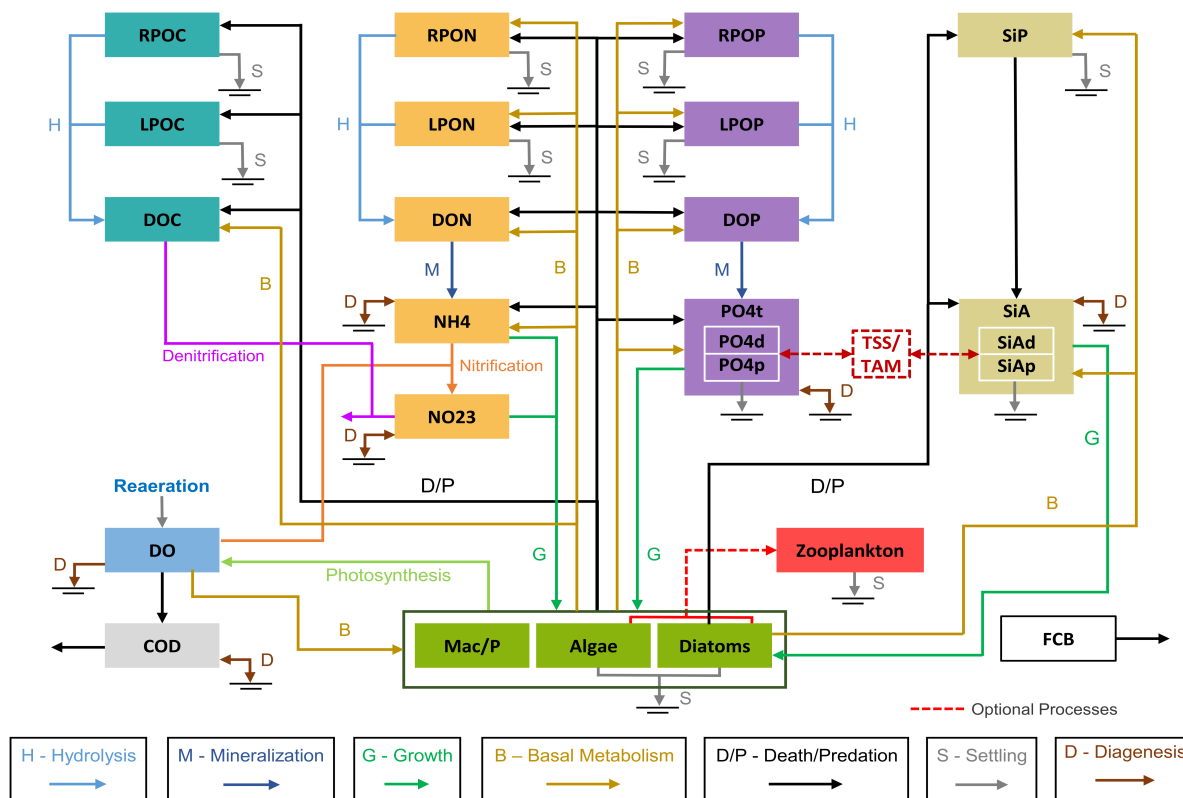 RPOC
RPON
RPOP
SiP
S
S
S
S
H
LPOC
H
LPON
LPOP
H
S
S
S
DOC
DON
DOP
B
M
B
B
M
D
NH4
PO4t
SiA
D
PO4d
SiAd
TSS/
TAM
Denitrification
Nitrification
PO4p
SiAp
D
NO23
D
G
D/P
D/P
Reaeration
B
DO
Zooplankton
D
Photosynthesis
G
G
S
B
COD
D
Mac/P
Algae
Diatoms
FCB
S
Optional Processes
H - Hydrolysis
M - Mineralization
G - Growth
B – Basal Metabolism
D/P - Death/Predation
S - Settling
D - Diagenesis